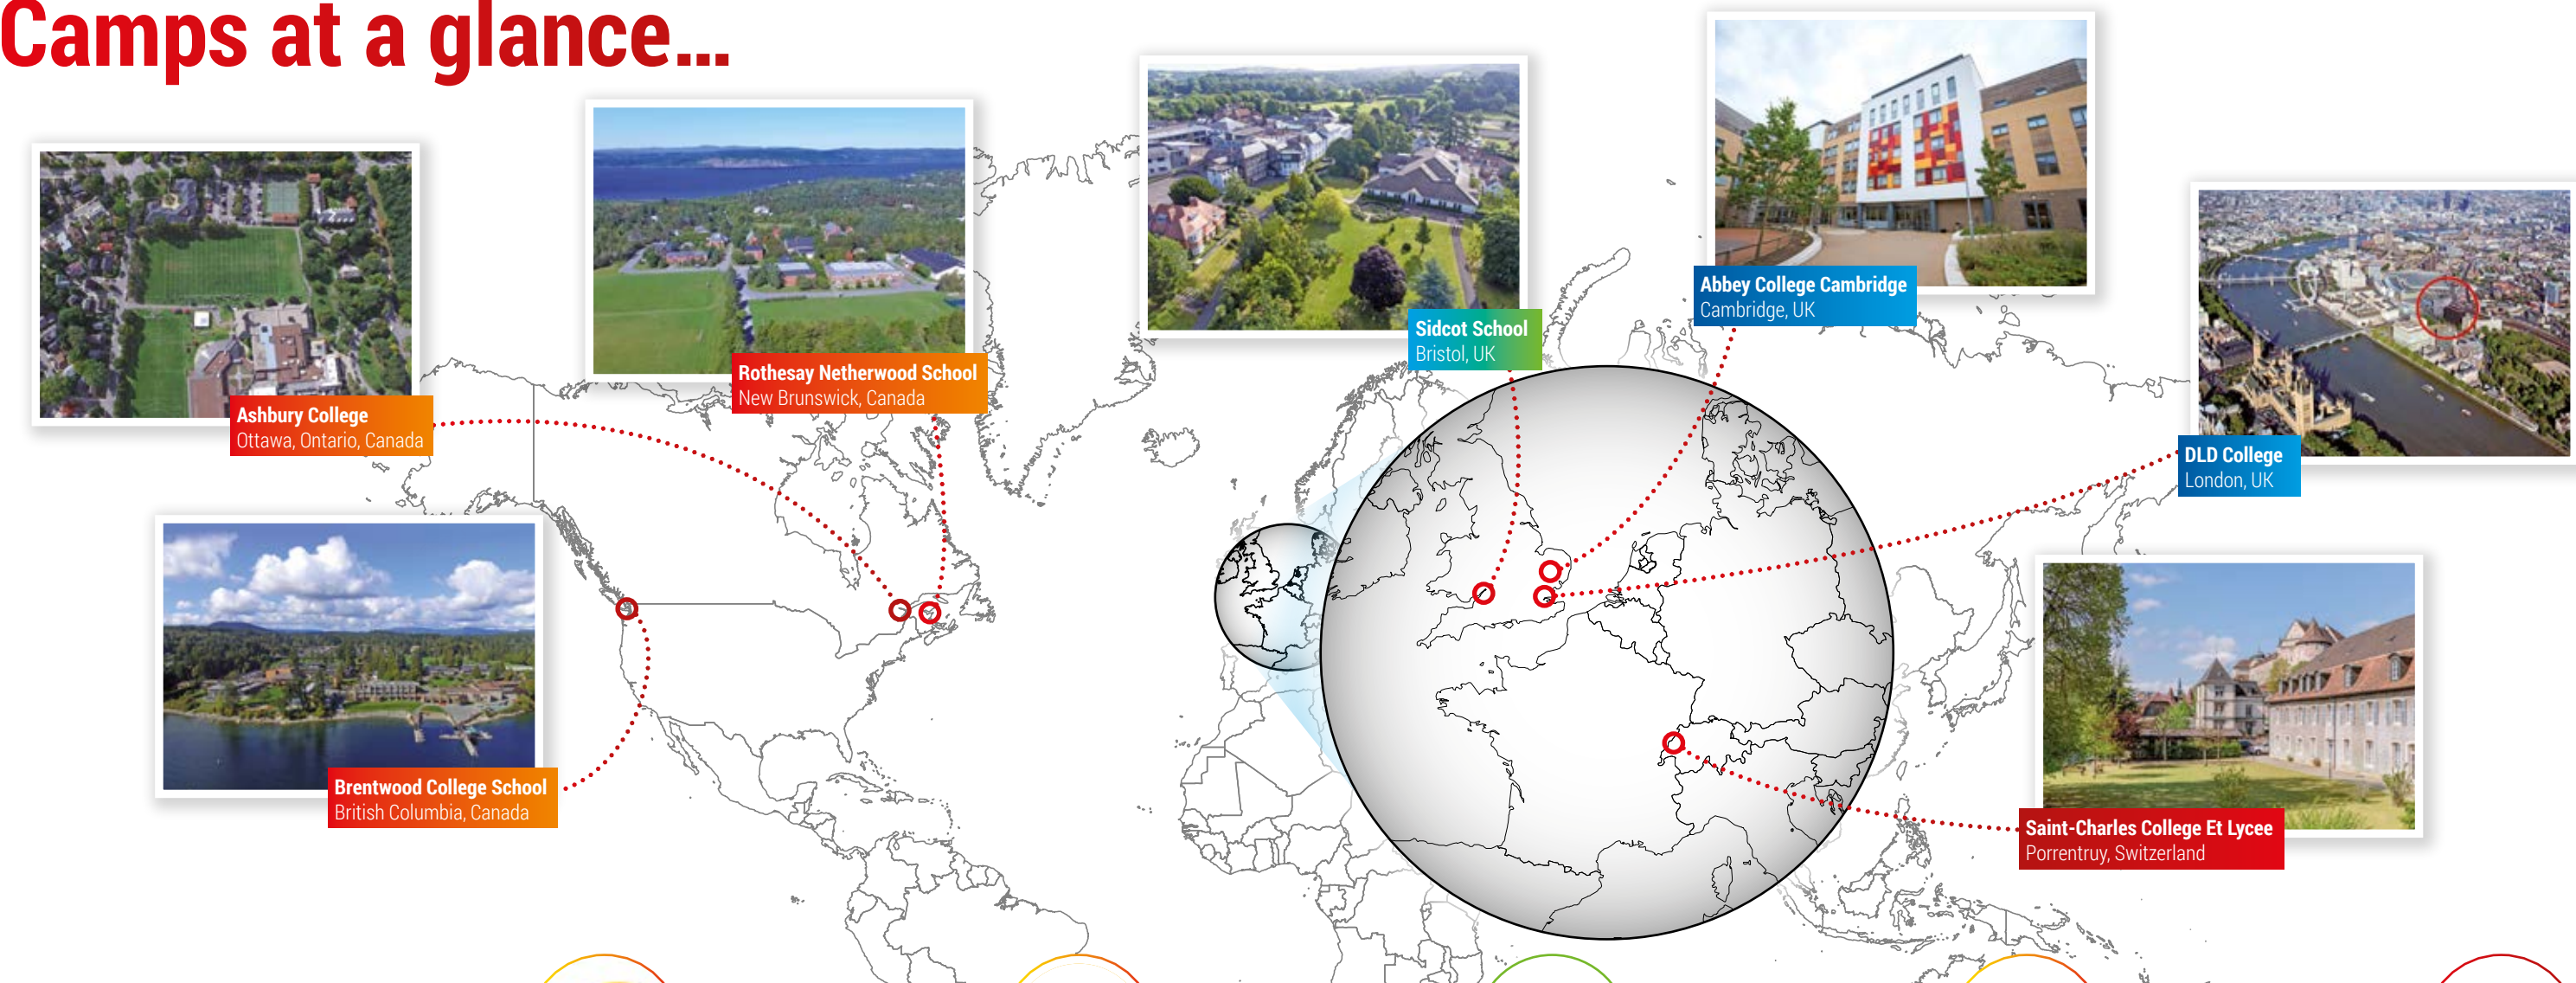 Camps at a glance...
Ashbury College
Ottawa, Ontario, Canada
Rothesay Netherwood School
New Brunswick, Canada
Sidcot School
Bristol, UK
Abbey College Cambridge
Cambridge, UK
DLD College
London, UK
Brentwood College School
British Columbia, Canada
Saint-Charles College Et Lycee
Porrentruy, Switzerland